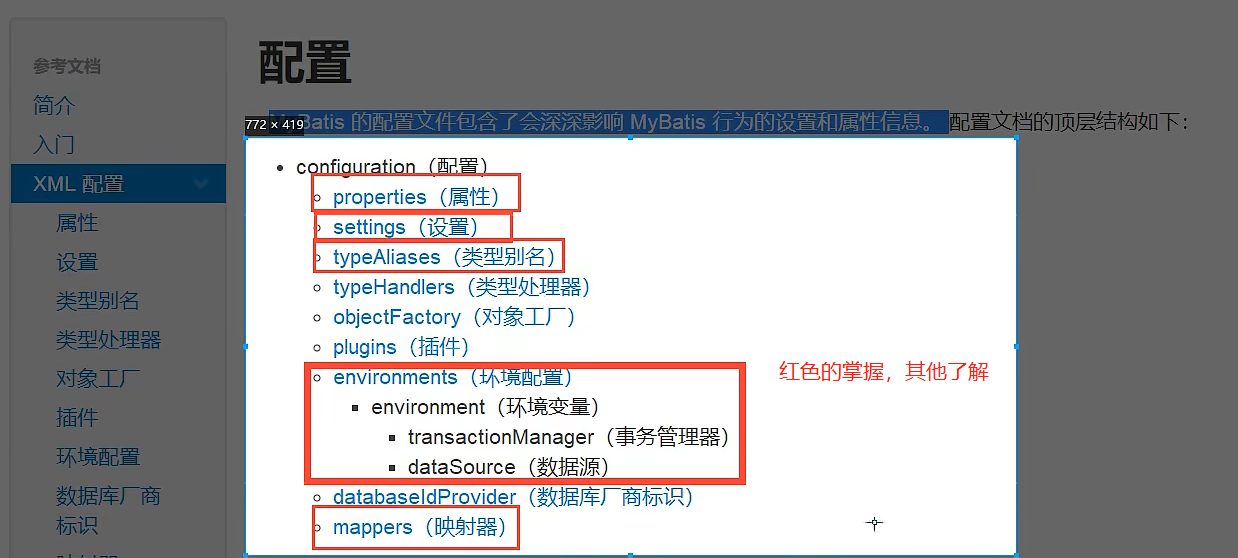 参考文档
简介
入门
XML 配置
属性
设置
类型别名
类型处理器
对象工厂
插件
环境配置
数据库厂商
标识
配置
MyBatis 的配置文件包含了会深深影响 MyBatis 行为的设置和属性信息。 配置文档的顶层结构如下：
772 × 419
configuration（配置）
properties（属性）
settings（设置）
typeAliases（类型别名）
typeHandlers（类型处理器）
objectFactory（对象工厂）
plugins（插件）
environments（环境配置）
environment（环境变量）
transactionManager（事务管理器）
dataSource（数据源）
databaseIdProvider（数据库厂商标识）
mappers（映射器）
红色的掌握，其他了解